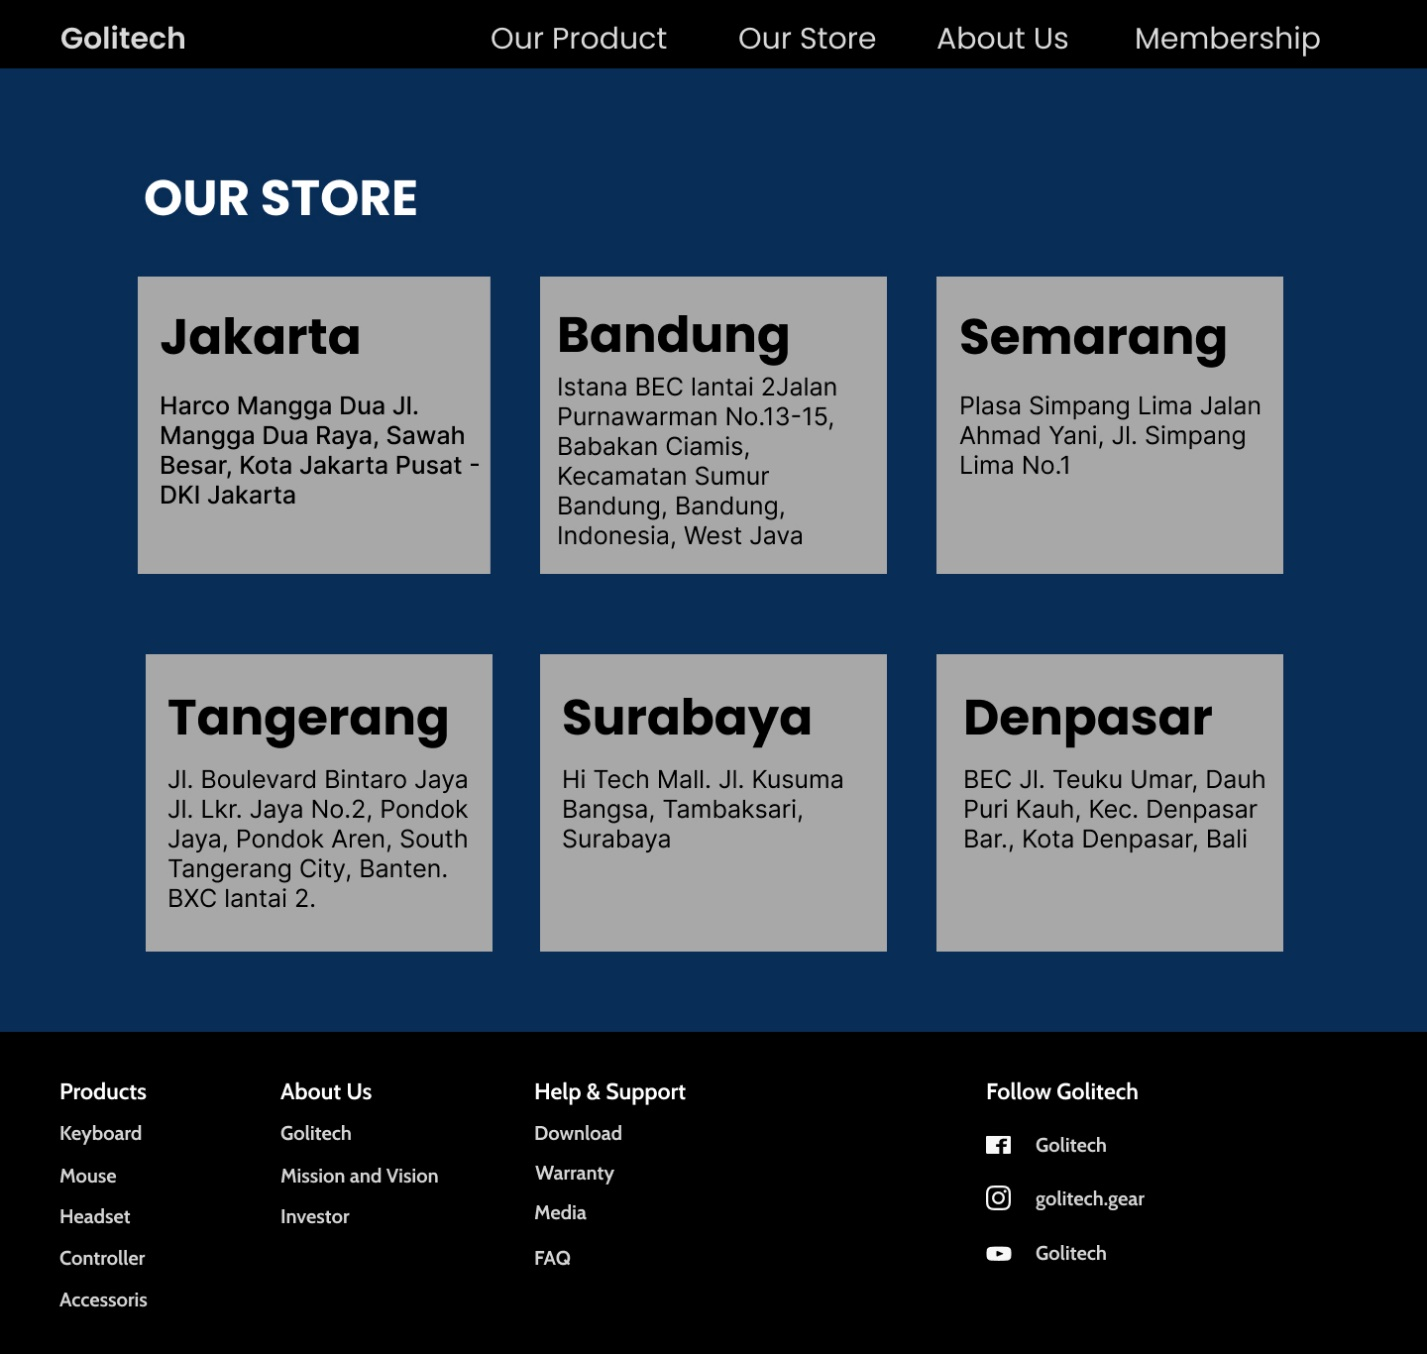 Golitech
Our Product
Our Store
About Us
Membership
OUR STORE
Jakarta
Harco Mangga Dua Jl.
Mangga Dua Raya, Sawah
Besar, Kota Jakarta Pusat -
DKI Jakarta
Bandung
Istana BEC lantai 2Jalan
Purnawarman No.13-15,
Babakan Ciamis,
Kecamatan Sumur
Bandung, Bandung,
Indonesia, West Java
Semarang
Plasa Simpang Lima Jalan
Ahmad Yani, Jl. Simpang
Lima No.1
Tangerang
Jl. Boulevard Bintaro Jaya
Jl. Lkr. Jaya No.2, Pondok
Jaya, Pondok Aren, South
Tangerang City, Banten.
BXC lantai 2.
Surabaya
Hi Tech Mall. Jl. Kusuma
Bangsa, Tambaksari,
Surabaya
Denpasar
BEC Jl. Teuku Umar, Dauh
Puri Kauh, Kec. Denpasar
Bar., Kota Denpasar, Bali
Products
Keyboard
Mouse
Headset
Controller
Accessoris
About Us
Golitech
Mission and Vision
Investor
Help & Support
Download
Warranty
Media
FAQ
Follow Golitech
Golitech
golitech.gear
Golitech